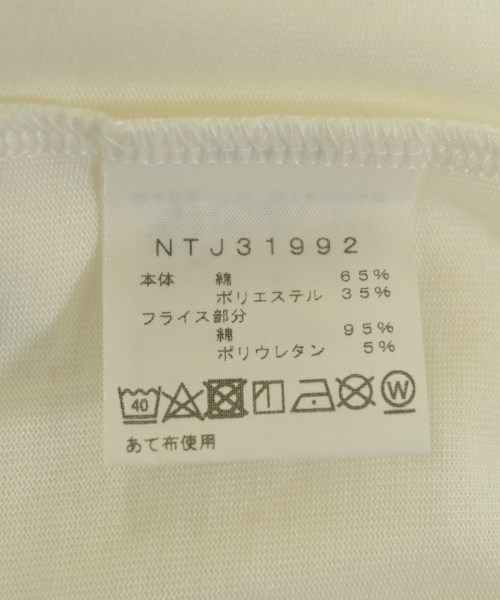 NTJ31992
本体 綿 65%
ポリエステル 35%
フライス部分
綿 95%
ポリウレタン 5%
40 W
あて布使用